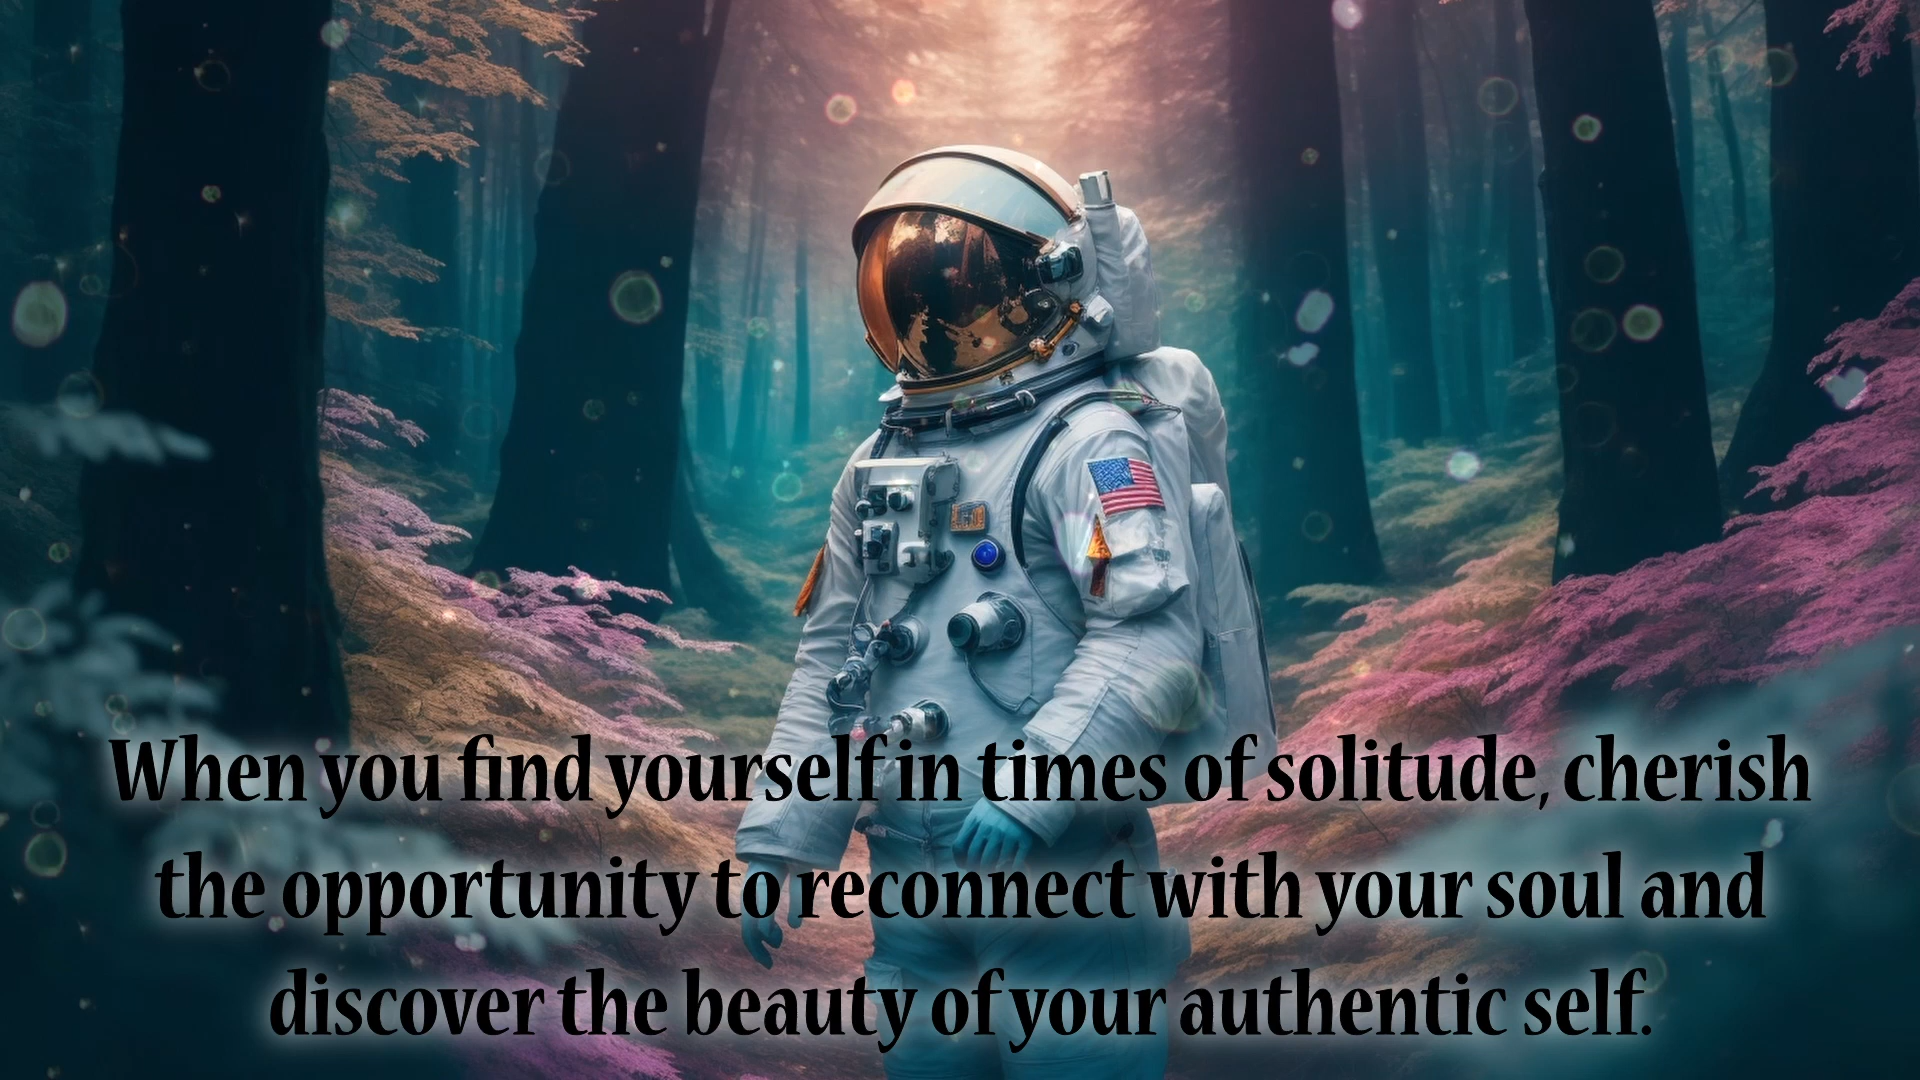 When you find yourself in times of solitude, cherish
the opportunity to reconnect with your soul and
discover the beauty of your authentic self.